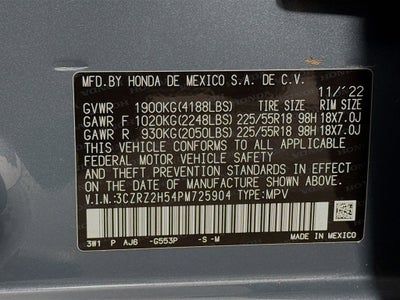 MFD. BY HONDA DE MEXICO S.A. DE C.V.
11/22
GVWR 1900KG(4188LBS) TIRE SIZE RIM SIZE
GAWR F 1020KG(2248LBS) 225/55R18 98H 18X7.0J
GAWR R 930KG(2050LBS) 225/55R18 98H 18X7.0J
THIS VEHICLE CONFORMS TO ALL APPLICABLE
FEDERAL MOTOR VEHICLE SAFETY AND THEFT
PREVENTION STANDARDS IN EFFECT
ON THE DATE OF MANUFACTURE SHOWN ABOVE.
V.I.N.:3CZRZ2H54PM725904 TYPE:MPV
3W1 P AJ6 -G553P -S -M
MADE IN MEXICO